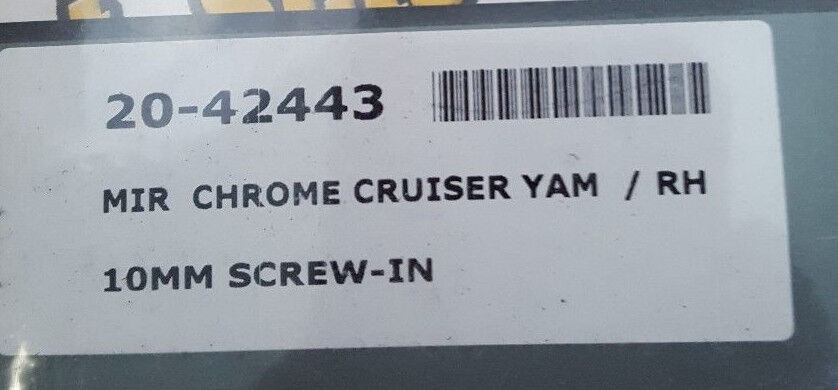 20-42443
MIR CHROME CRUISER YAM / RH
10MM SCREW-IN